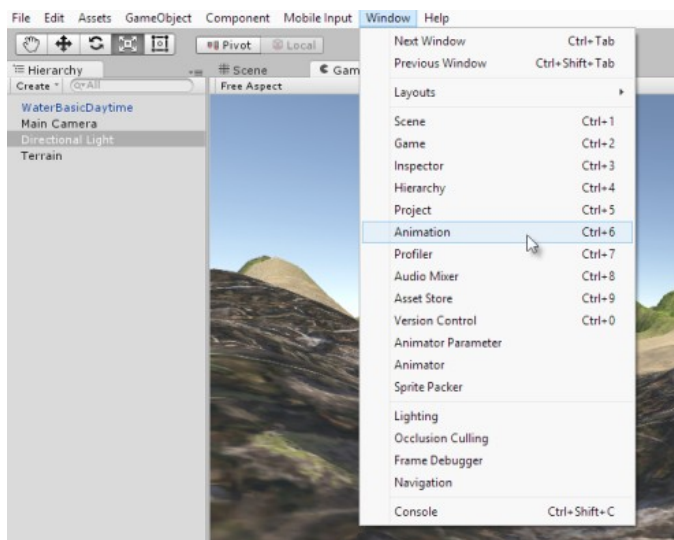 File Edit Assets GameObject Component Mobile Input Window Help
Pivot Local
Hierarchy
Create All
WaterBasicDaytime
Main Camera
Directional Light
Terrain
Scene Gam
Free Aspect
Next Window Ctrl+Tab
Previous Window Ctrl+Shift+Tab
Layouts
Scene Ctrl+1
Game Ctrl+2
Inspector Ctrl+3
Hierarchy Ctrl+4
Project Ctrl+5
Animation Ctrl+6
Profiler Ctrl+7
Audio Mixer Ctrl+8
Asset Store Ctrl+9
Version Control Ctrl+0
Animator Parameter
Animator
Sprite Packer
Lighting
Occlusion Culling
Frame Debugger
Navigation
Console Ctrl+Shift+C